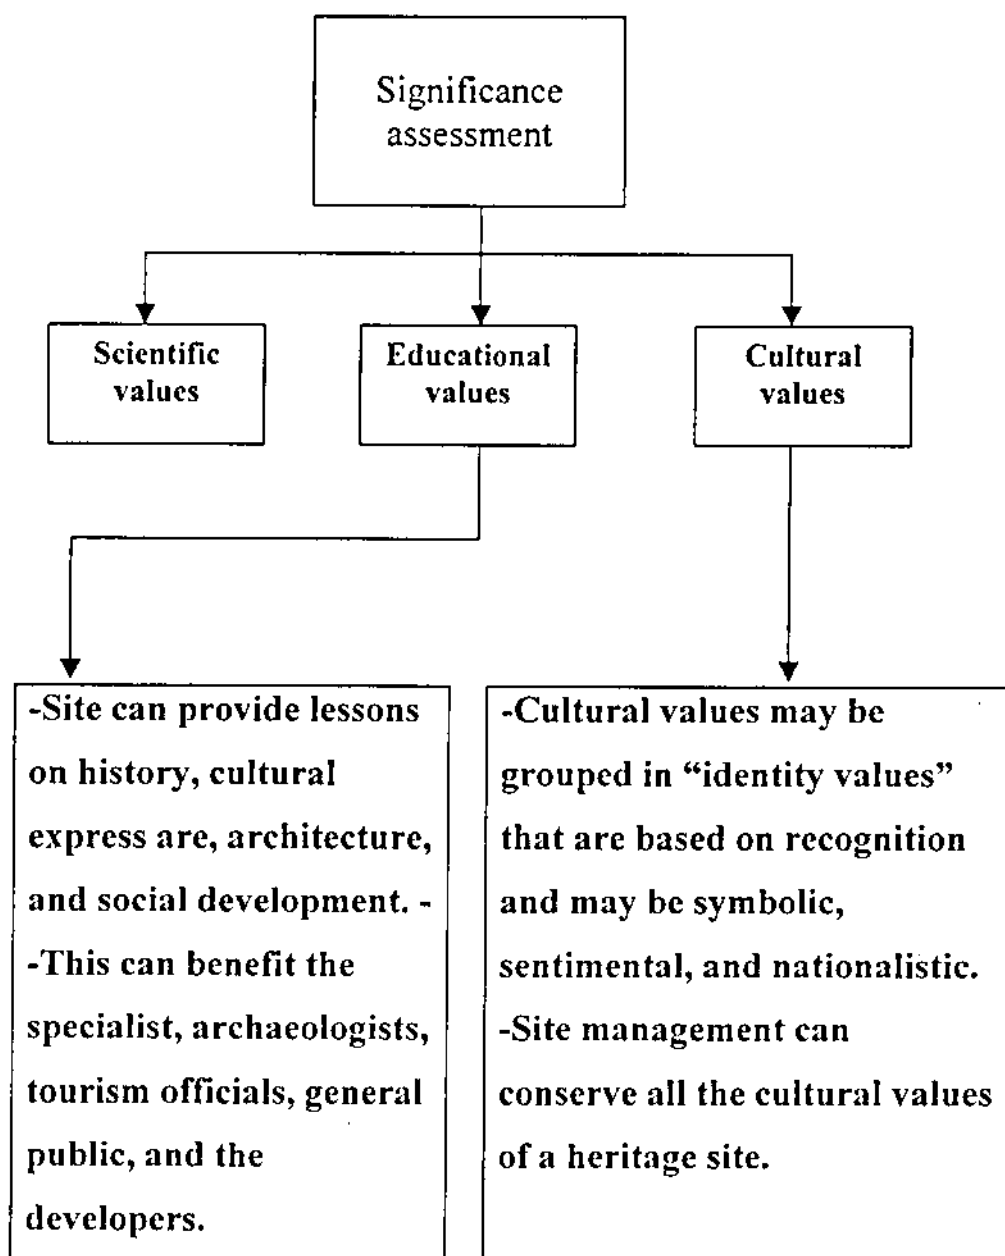 Significance
assessment
Scientific
values
Educational
values
Cultural
values
-Site can provide lessons
on history, cultural
express are, architecture,
and social development. -
-This can benefit the
specialist, archaeologists,
tourism officials, general
public, and the
developers.
-Cultural values may be
grouped in “identity values”
that are based on recognition
and may be symbolic,
sentimental, and nationalistic.
-Site management can
conserve all the cultural values
of a heritage site.